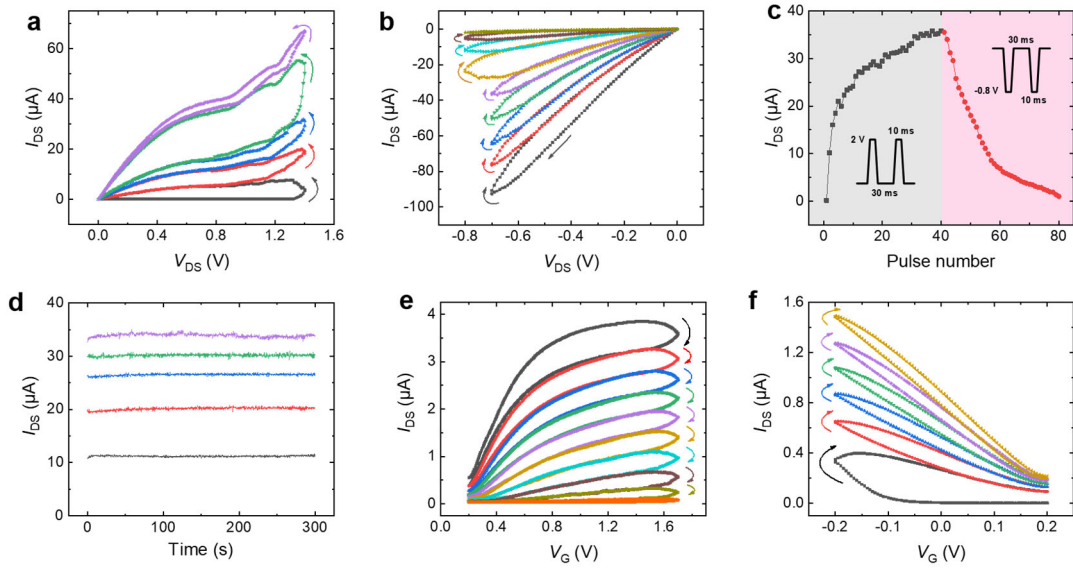 a
60
40
20
0
I_DS (µA)
0.0 0.4 0.8 1.2 1.6
V_DS (V)
b
0
-20
-40
-60
-80
-100
I_DS (µA)
-0.8 -0.6 -0.4 -0.2 0.0
V_DS (V)
c
40
30
20
10
0
I_DS (µA)
30 ms
-0.8 V
10 ms
2 V 10 ms
30 ms
0 20 40 60 80
Pulse number
d
40
30
20
10
0
I_DS (µA)
0 100 200 300
Time (s)
e
4
3
2
1
0
I_DS (µA)
0.0 0.4 0.8 1.2 1.6
V_G (V)
f
1.6
1.2
0.8
0.4
0.0
I_DS (µA)
-0.2 -0.1 0.0 0.1 0.2
V_G (V)